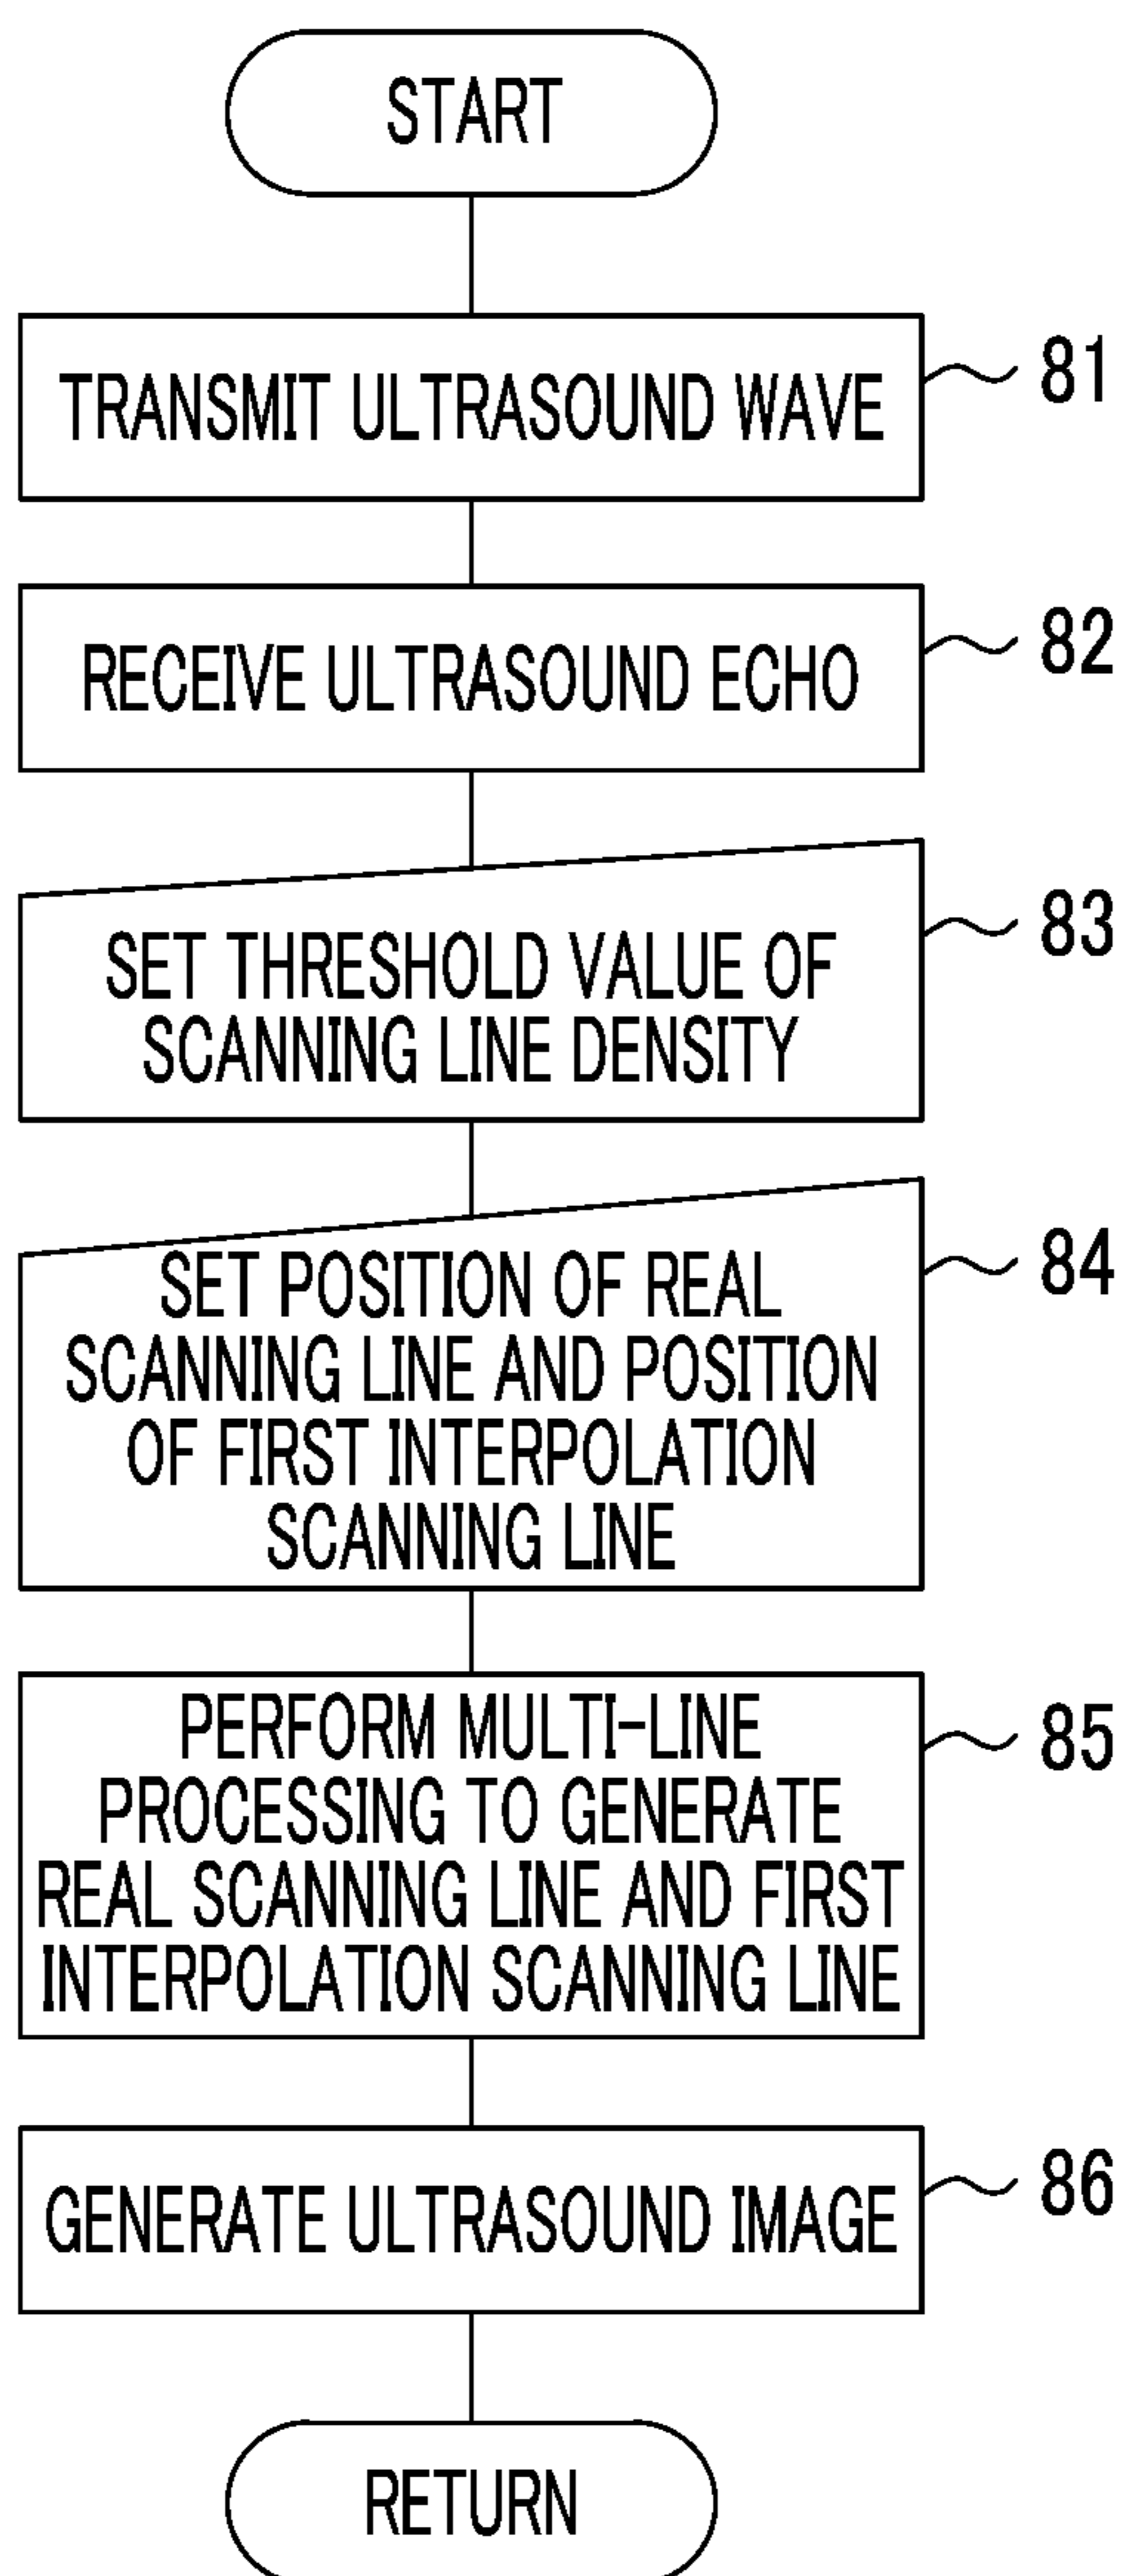 START
TRANSMIT ULTRASOUND WAVE
81
RECEIVE ULTRASOUND ECHO
82
SET THRESHOLD VALUE OF
SCANNING LINE DENSITY
83
SET POSITION OF REAL
SCANNING LINE AND POSITION
OF FIRST INTERPOLATION
SCANNING LINE
84
PERFORM MULTI-LINE
PROCESSING TO GENERATE
REAL SCANNING LINE AND FIRST
INTERPOLATION SCANNING LINE
85
GENERATE ULTRASOUND IMAGE
86
RETURN